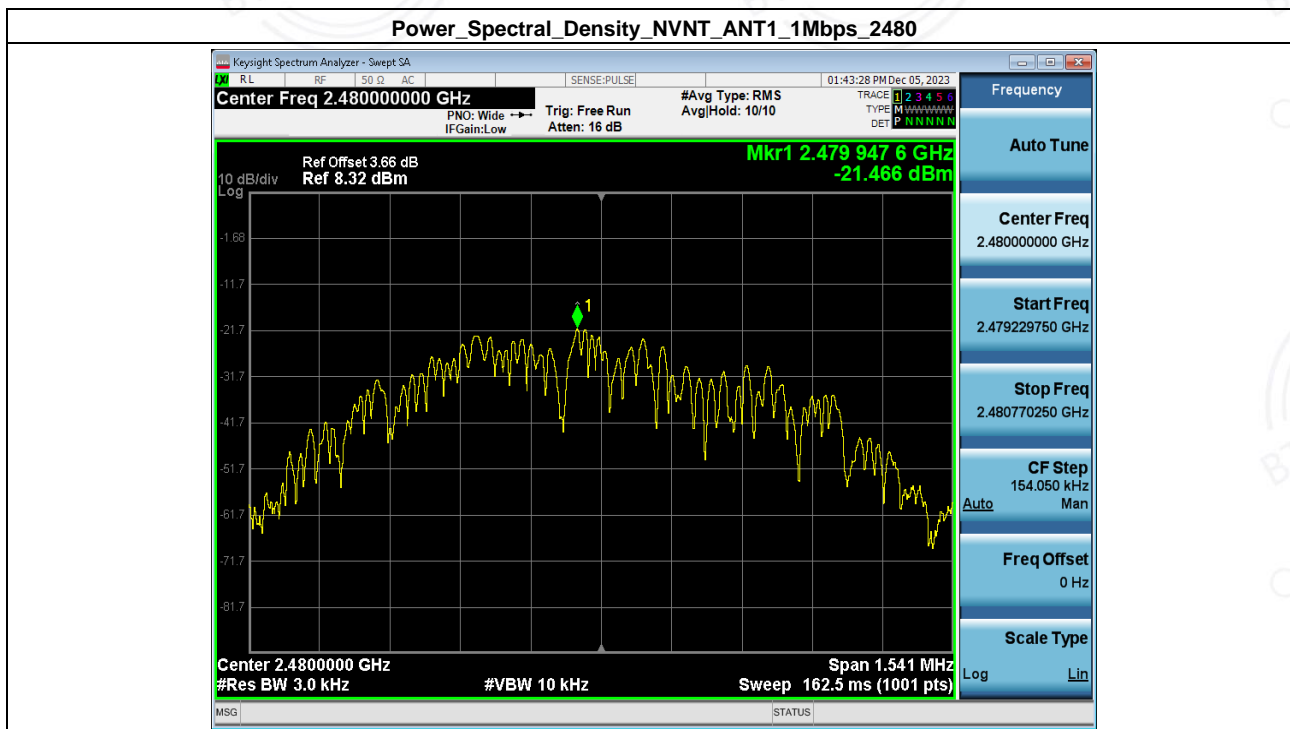 Power_Spectral_Density_NVNT_ANT1_1Mbps_2480
Keysight Spectrum Analyzer - Swept SA
LXI RL RF 50 Ω AC SENSE:PULSE 01:43:28 PM Dec 05, 2023
Center Freq 2.480000000 GHz
PNO: Wide
IFGain:Low
Trig: Free Run
Atten: 16 dB
#Avg Type: RMS
Avg|Hold: 10/10
TRACE 1 2 3 4 5 6
TYPE M WWWWW
DET P N N N N N
Mkr1 2.479 947 6 GHz
-21.466 dBm
Ref Offset 3.66 dB
10 dB/div Ref 8.32 dBm
Log
-1.68
-11.7
1
-21.7
-31.7
-41.7
-51.7
-61.7
-71.7
-81.7
Center 2.4800000 GHz Span 1.541 MHz
#Res BW 3.0 kHz #VBW 10 kHz Sweep 162.5 ms (1001 pts)
MSG STATUS
Frequency
Auto Tune
Center Freq
2.480000000 GHz
Start Freq
2.479229750 GHz
Stop Freq
2.480770250 GHz
CF Step
154.050 kHz
Auto Man
Freq Offset
0 Hz
Scale Type
Log Lin